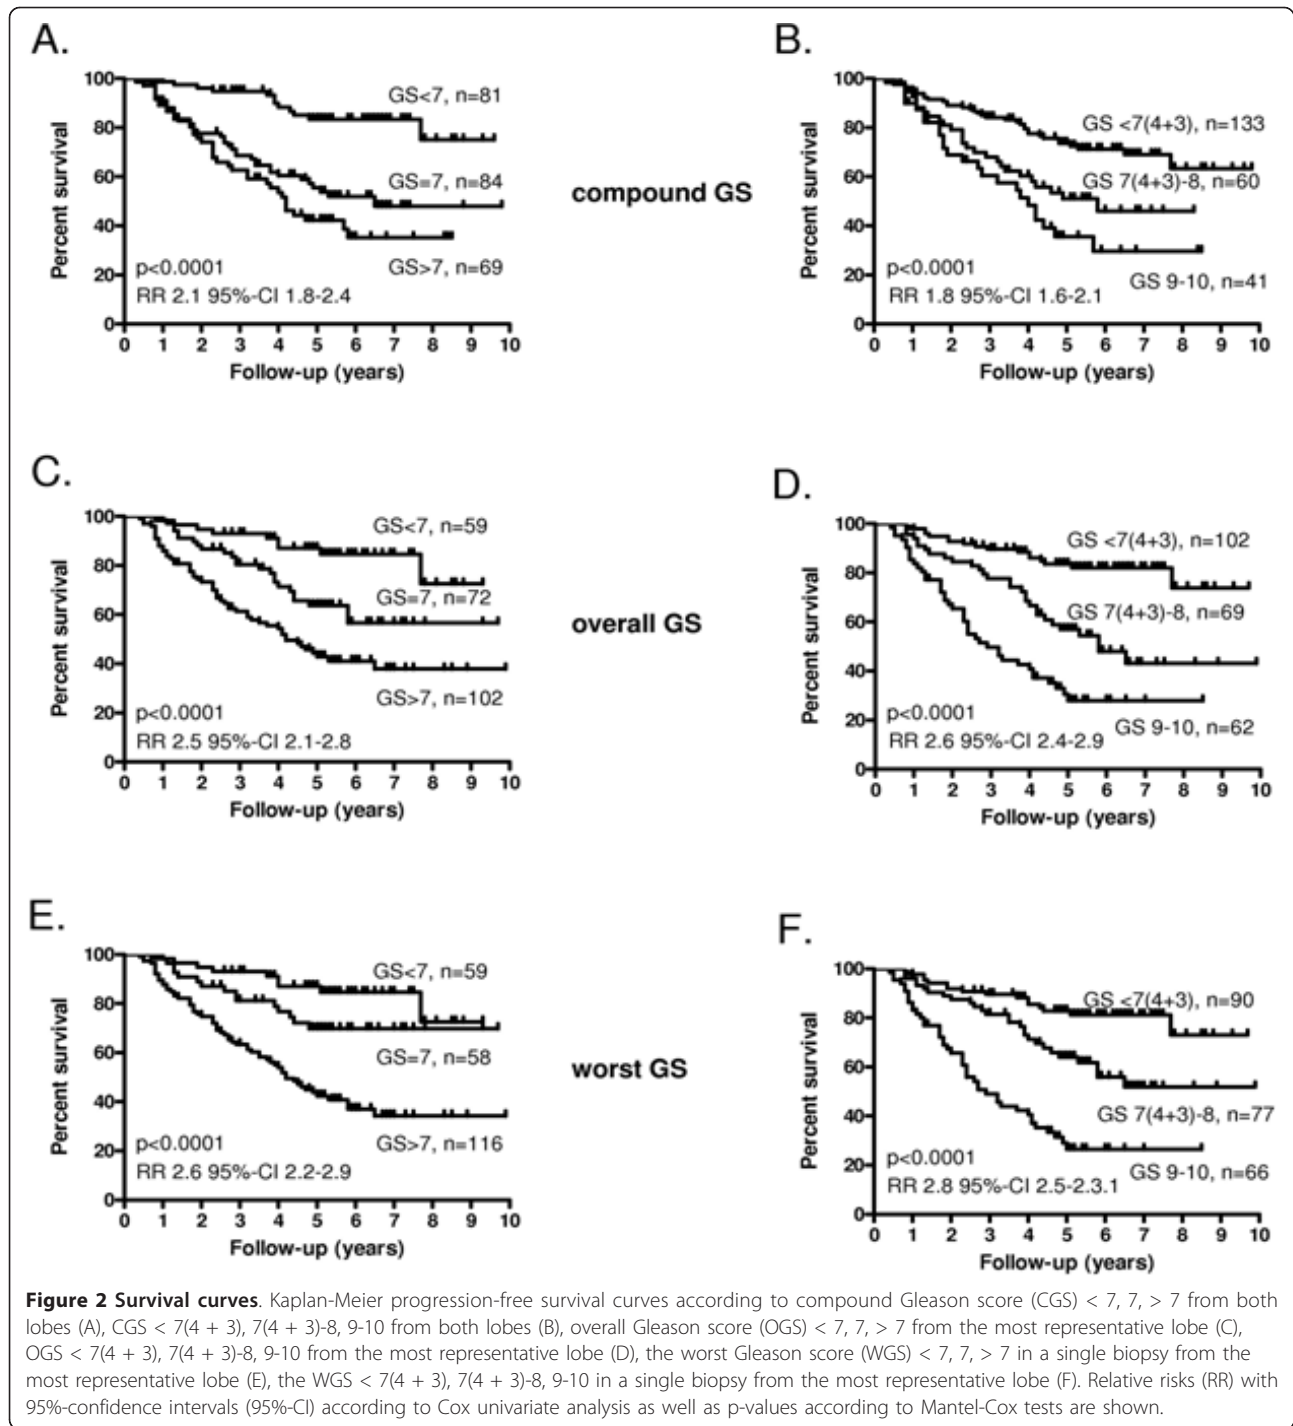 A.
100
80
60
40
20
0
Percent survival
GS<7, n=81
GS=7, n=84
GS>7, n=69
p<0.0001
RR 2.1 95%-CI 1.8-2.4
0 1 2 3 4 5 6 7 8 9 10
Follow-up (years)
compound GS
B.
100
80
60
40
20
0
Percent survival
GS <7(4+3), n=133
GS 7(4+3)-8, n=60
GS 9-10, n=41
p<0.0001
RR 1.8 95%-CI 1.6-2.1
0 1 2 3 4 5 6 7 8 9 10
Follow-up (years)
C.
100
80
60
40
20
0
Percent survival
GS<7, n=59
GS=7, n=72
GS>7, n=102
p<0.0001
RR 2.5 95%-CI 2.1-2.8
0 1 2 3 4 5 6 7 8 9 10
Follow-up (years)
overall GS
D.
100
80
60
40
20
0
Percent survival
GS <7(4+3), n=102
GS 7(4+3)-8, n=69
GS 9-10, n=62
p<0.0001
RR 2.6 95%-CI 2.4-2.9
0 1 2 3 4 5 6 7 8 9 10
Follow-up (years)
E.
100
80
60
40
20
0
Percent survival
GS<7, n=59
GS=7, n=58
GS>7, n=116
p<0.0001
RR 2.6 95%-CI 2.2-2.9
0 1 2 3 4 5 6 7 8 9 10
Follow-up (years)
worst GS
F.
100
80
60
40
20
0
Percent survival
GS <7(4+3), n=90
GS 7(4+3)-8, n=77
GS 9-10, n=66
p<0.0001
RR 2.8 95%-CI 2.5-2.3.1
0 1 2 3 4 5 6 7 8 9 10
Follow-up (years)
Figure 2 Survival curves. Kaplan-Meier progression-free survival curves according to compound Gleason score (CGS) < 7, 7, > 7 from both
lobes (A), CGS < 7(4 + 3), 7(4 + 3)-8, 9-10 from both lobes (B), overall Gleason score (OGS) < 7, 7, > 7 from the most representative lobe (C),
OGS < 7(4 + 3), 7(4 + 3)-8, 9-10 from the most representative lobe (D), the worst Gleason score (WGS) < 7, 7, > 7 in a single biopsy from the
most representative lobe (E), the WGS < 7(4 + 3), 7(4 + 3)-8, 9-10 in a single biopsy from the most representative lobe (F). Relative risks (RR) with
95%-confidence intervals (95%-CI) according to Cox univariate analysis as well as p-values according to Mantel-Cox tests are shown.